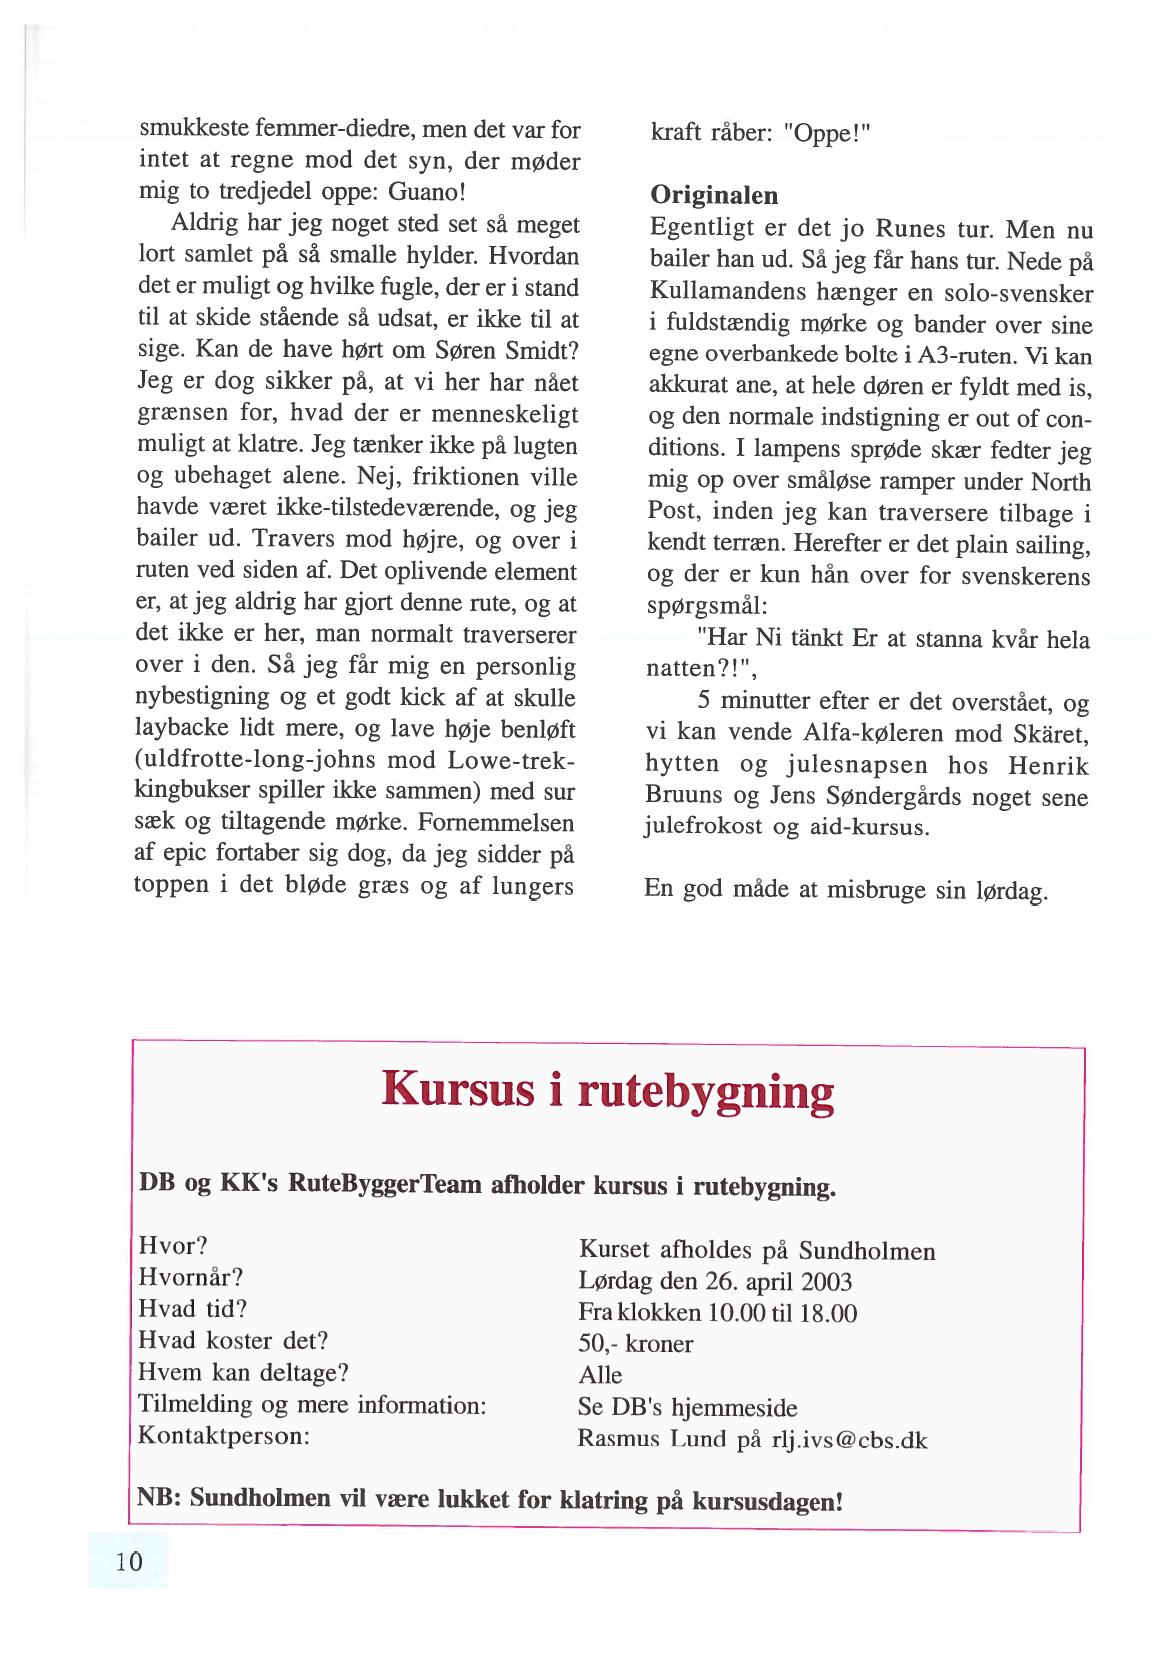 smukkeste femmer-diedre, men det var for
intet at regne mod det syn, der møder
mig to tredjedel oppe: Guano!
Aldrig har jeg noget sted set så meget
lort samlet på så smalle hylder. Hvordan
det er muligt og hvilke fugle, der er i stand
til at skide stående så udsat, er ikke til at
sige. Kan de have hørt om Søren Smidt?
Jeg er dog sikker på, at vi her har nået
grænsen for, hvad der er menneskeligt
muligt at klatre. Jeg tænker ikke på lugten
og ubehaget alene. Nej, friktionen ville
havde været ikke-tilstedeværende, og jeg
bailer ud. Travers mod højre, og over i
ruten ved siden af. Det oplivende element
er, at jeg aldrig har gjort denne rute, og at
det ikke er her, man normalt traverserer
over i den. Så jeg får mig en personlig
nybestigning og et godt kick af at skulle
laybacke lidt mere, og lave høje benløft
(uldfrotte-long-johns mod Lowe-trek-
kingbukser spiller ikke sammen) med sur
sæk og tiltagende mørke. Fornemmelsen
af epic fortaber sig dog, da jeg sidder på
toppen i det bløde græs og af lungers
kraft råber: "Oppe!"
Originalen
Egentligt er det jo Runes tur. Men nu
bailer han ud. Så jeg får hans tur. Nede på
Kullamandens hænger en solo-svensker
i fuldstændig mørke og bander over sine
egne overbankede bolte i A3-ruten. Vi kan
akkurat ane, at hele døren er fyldt med is,
og den normale indstigning er out of con-
ditions. I lampens sprøde skær fedter jeg
mig op over småløse ramper under North
Post, inden jeg kan traversere tilbage i
kendt terræn. Herefter er det plain sailing,
og der er kun hån over for svenskerens
spørgsmål:
"Har Ni tänkt Er at stanna kvår hela
natten?!",
5 minutter efter er det overstået, og
vi kan vende Alfa-køleren mod Skäret,
hytten og julesnapsen hos Henrik
Bruuns og Jens Søndergårds noget sene
julefrokost og aid-kursus.
En god måde at misbruge sin lørdag.
Kursus i rutebygning
DB og KK's RuteByggerTeam afholder kursus i rutebygning.
Hvor? Kurset afholdes på Sundholmen
Hvornår? Lørdag den 26. april 2003
Hvad tid? Fra klokken 10.00 til 18.00
Hvad koster det? 50,- kroner
Hvem kan deltage? Alle
Tilmelding og mere information: Se DB's hjemmeside
Kontaktperson: Rasmus Lund på rlj.ivs@cbs.dk
NB: Sundholmen vil være lukket for klatring på kursusdagen!
10